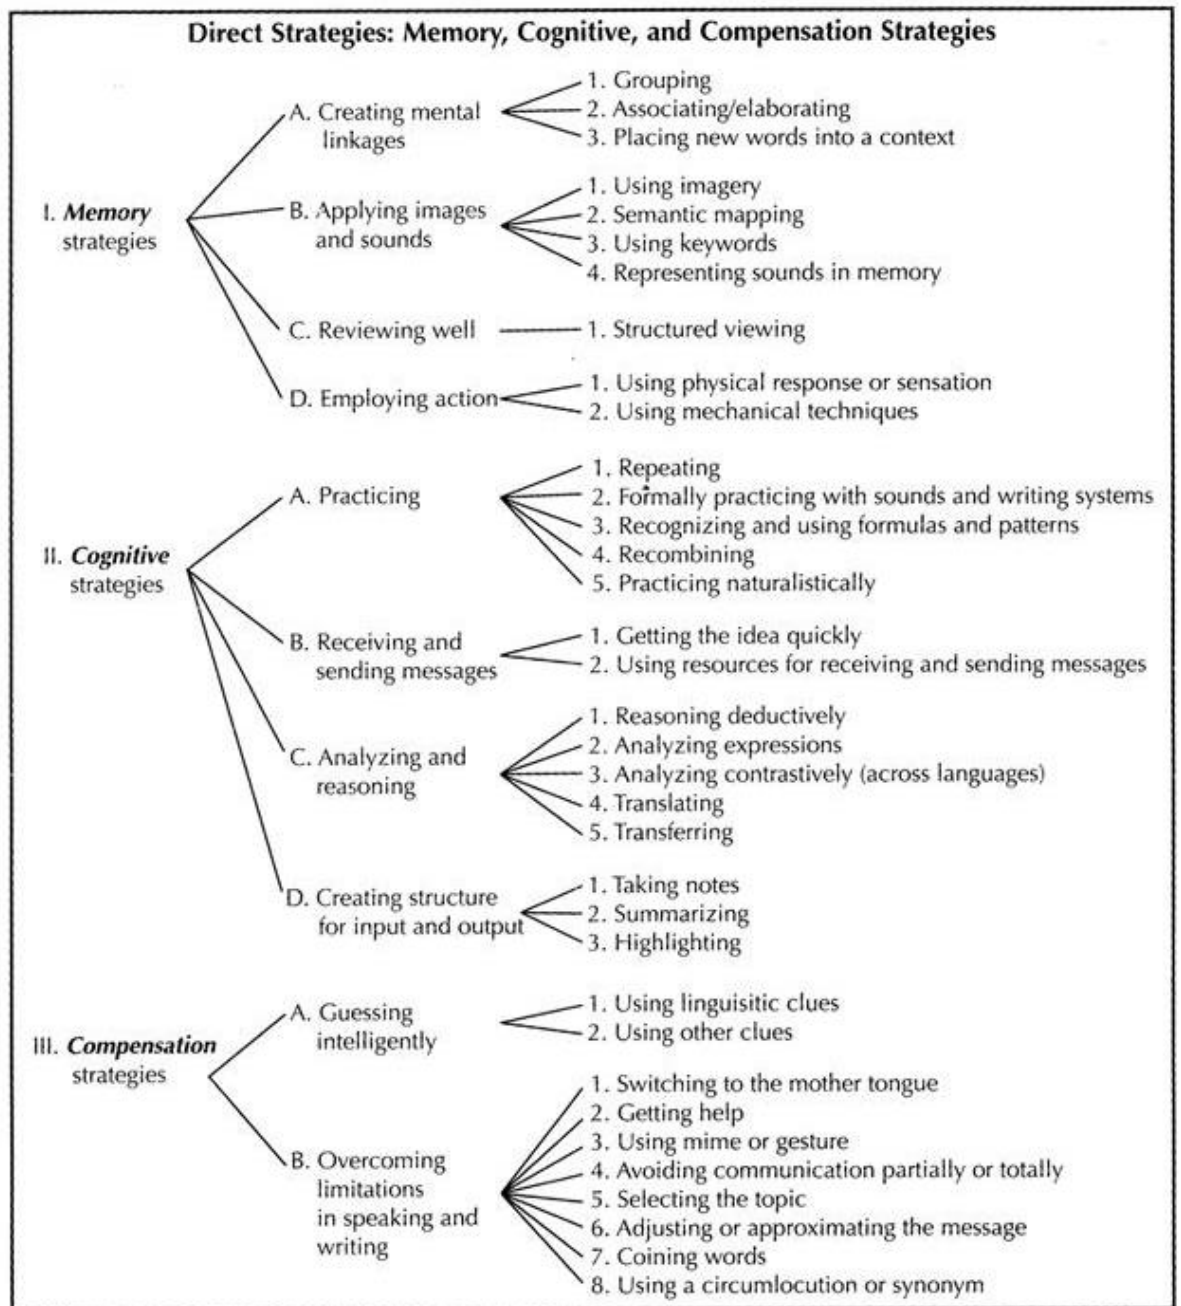 Direct Strategies: Memory, Cognitive, and Compensation Strategies
I. Memory
strategies
A. Creating mental
linkages
1. Grouping
2. Associating/elaborating
3. Placing new words into a context
B. Applying images
and sounds
1. Using imagery
2. Semantic mapping
3. Using keywords
4. Representing sounds in memory
C. Reviewing well
1. Structured viewing
D. Employing action
1. Using physical response or sensation
2. Using mechanical techniques
II. Cognitive
strategies
A. Practicing
1. Repeating
2. Formally practicing with sounds and writing systems
3. Recognizing and using formulas and patterns
4. Recombining
5. Practicing naturalistically
B. Receiving and
sending messages
1. Getting the idea quickly
2. Using resources for receiving and sending messages
C. Analyzing and
reasoning
1. Reasoning deductively
2. Analyzing expressions
3. Analyzing contrastively (across languages)
4. Translating
5. Transferring
D. Creating structure
for input and output
1. Taking notes
2. Summarizing
3. Highlighting
III. Compensation
strategies
A. Guessing
intelligently
1. Using linguisitic clues
2. Using other clues
B. Overcoming
limitations
in speaking and
writing
1. Switching to the mother tongue
2. Getting help
3. Using mime or gesture
4. Avoiding communication partially or totally
5. Selecting the topic
6. Adjusting or approximating the message
7. Coining words
8. Using a circumlocution or synonym